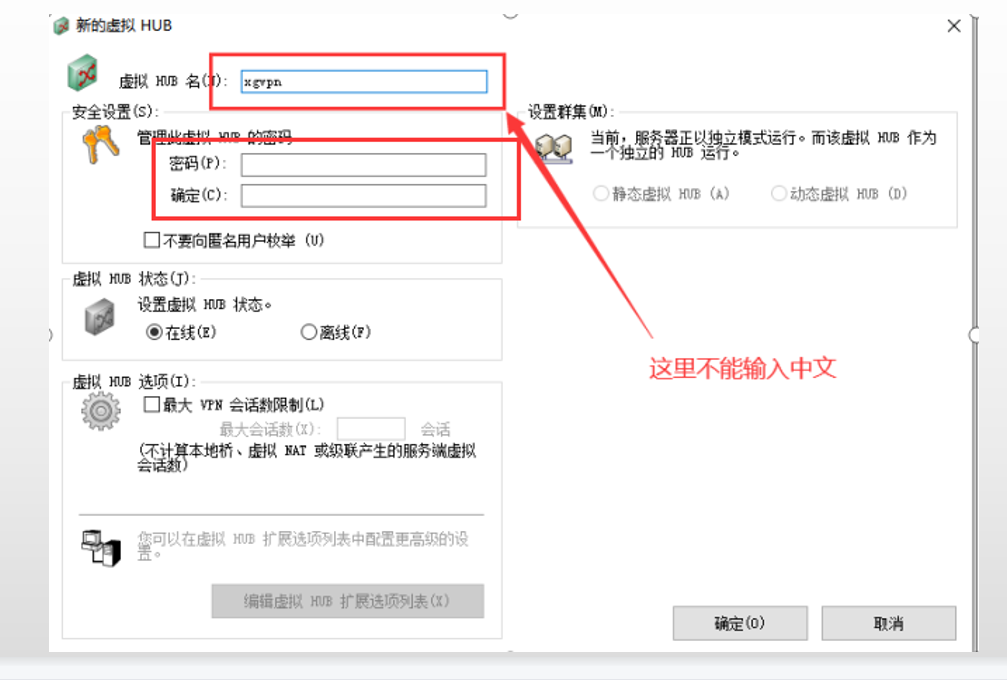 新的虚拟 HUB
虚拟 HUB 名(N):
xgvpn
安全设置(S):
管理此虚拟 HUB 的密码
密码(P):
确定(C):
不要向匿名用户枚举 (U)
设置群集(M):
当前，服务器正以独立模式运行。而该虚拟 HUB 作为
一个独立的 HUB 运行。
静态虚拟 HUB (A)
动态虚拟 HUB (D)
虚拟 HUB 状态(J):
设置虚拟 HUB 状态。
在线(E)
离线(F)
这里不能输入中文
虚拟 HUB 选项(I):
最大 VPN 会话数限制(L)
最大会话数(X):
会话
(不计算本地桥、虚拟 NAT 或级联产生的服务端虚拟
会话数)
您可以在虚拟 HUB 扩展选项列表中配置更高级的设
置。
编辑虚拟 HUB 扩展选项列表(X)
确定(O)
取消